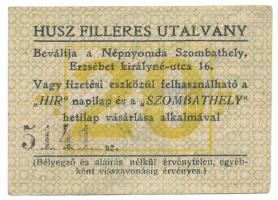 HUSZ FILLÉRES UTALVÁNY
Beváltja a Népnyomda Szombathely,
Erzsébet királyné-utca 16.
Vagy fizetési eszközül felhasználható a
„HIR" napilap és a „SZOMBATHELY"
hetilap vásárlása alkalmával
20
5141 sz.
(Bélyegző és aláírás nélkül érvénytelen, egyéb-
ként visszavonásig érvényes)